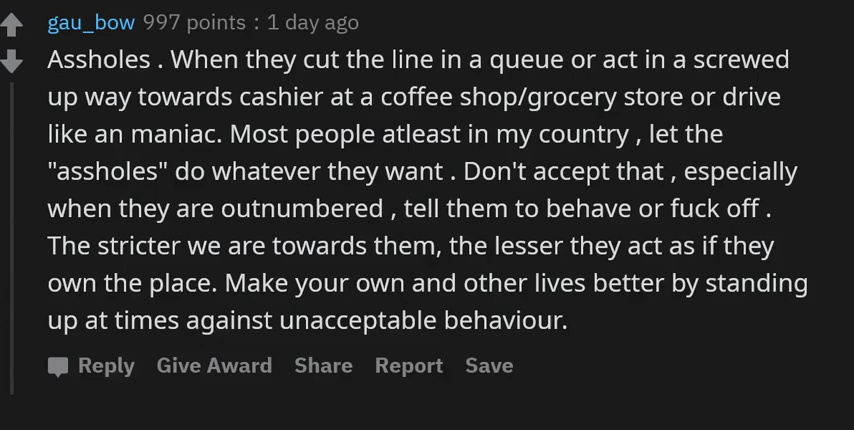 gau_bow 997 points : 1 day ago
Assholes . When they cut the line in a queue or act in a screwed
up way towards cashier at a coffee shop/grocery store or drive
like an maniac. Most people atleast in my country , let the
"assholes" do whatever they want . Don't accept that , especially
when they are outnumbered , tell them to behave or fuck off .
The stricter we are towards them, the lesser they act as if they
own the place. Make your own and other lives better by standing
up at times against unacceptable behaviour.
Reply Give Award Share Report Save